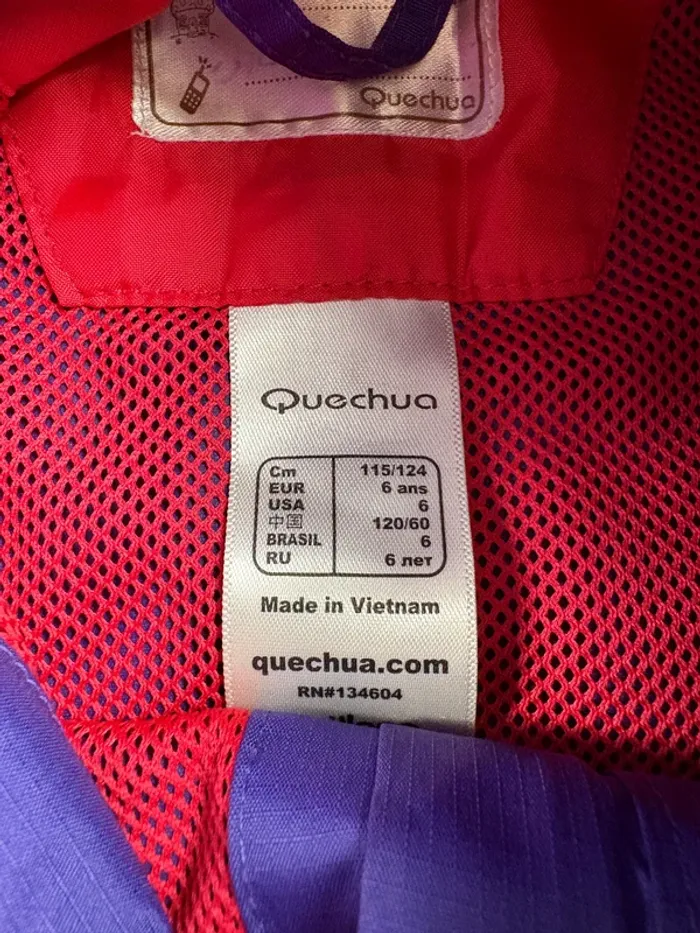 Quechua
Quechua
Cm 115/124
EUR 6 ans
USA 6
中国 120/60
BRASIL 6
RU 6 лет
Made in Vietnam
quechua.com
RN#134604